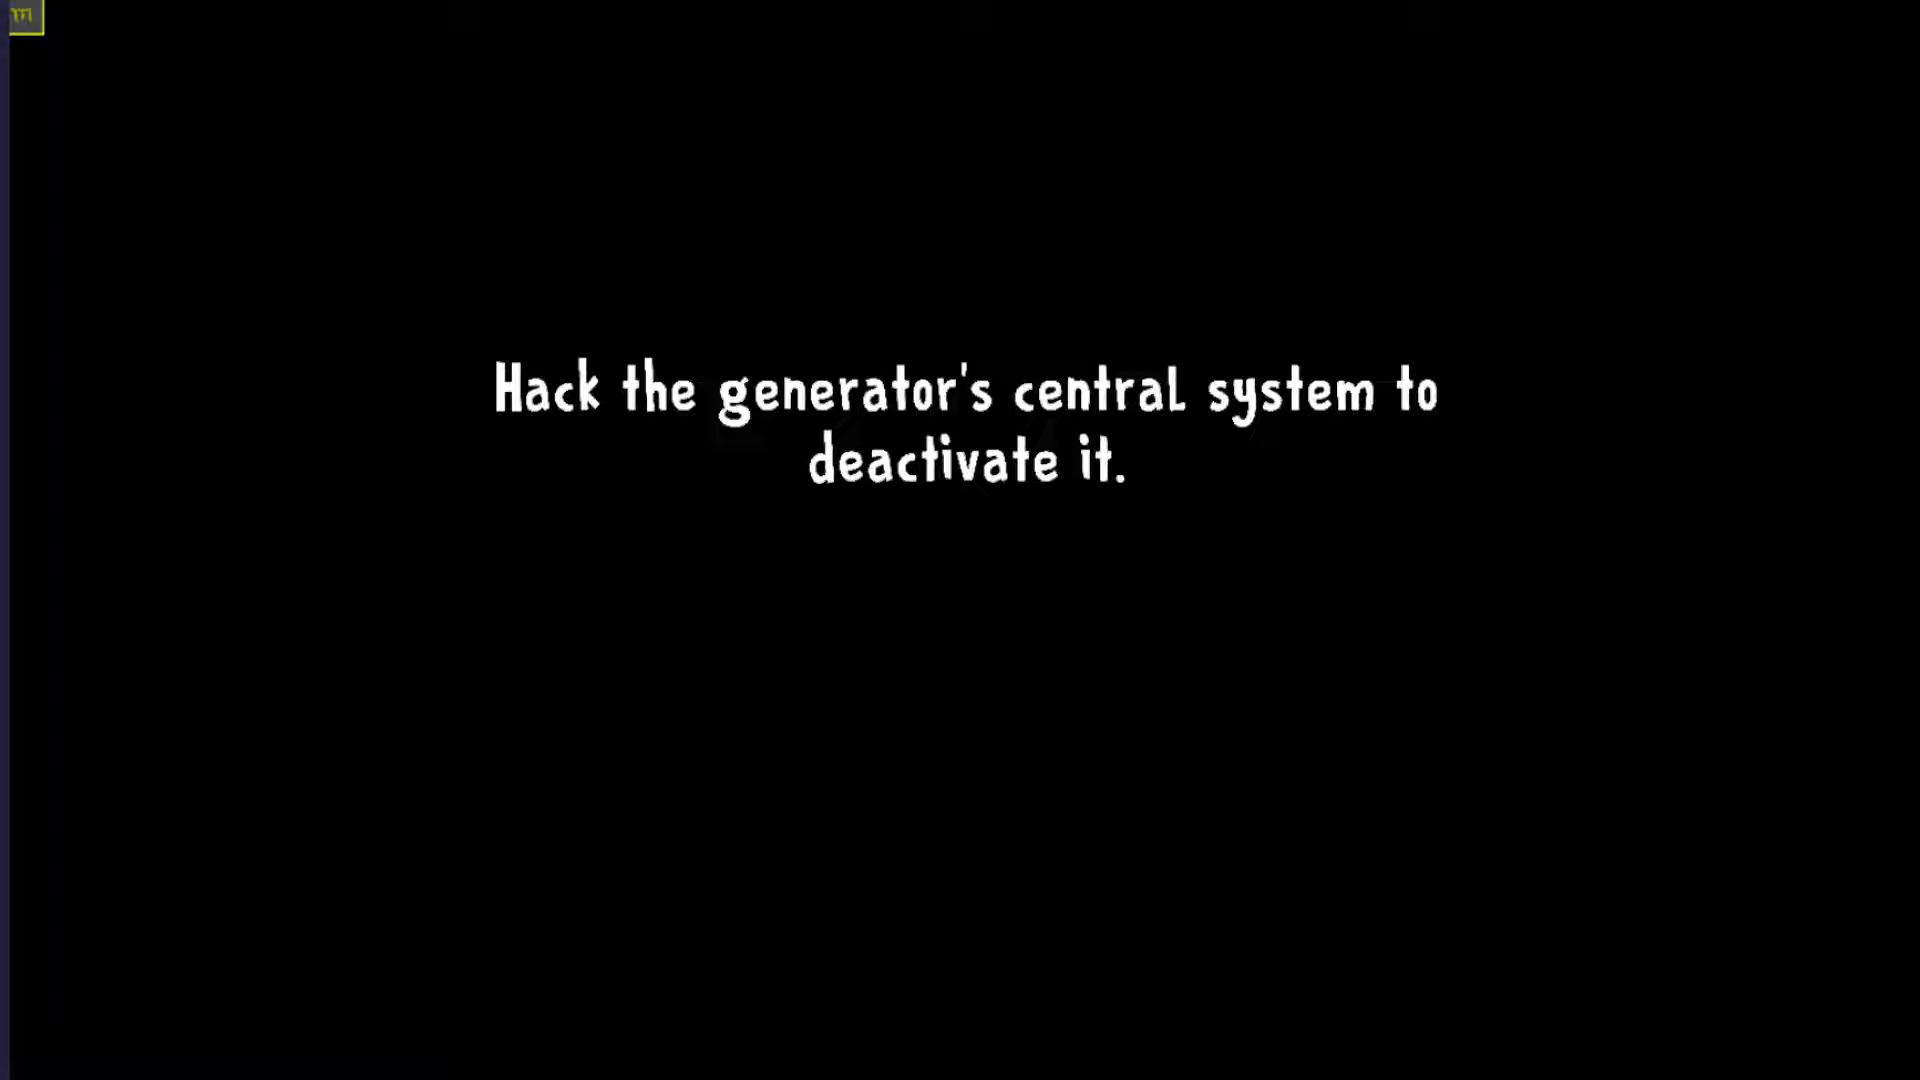 Hack the generator's central system to
deactivate it.